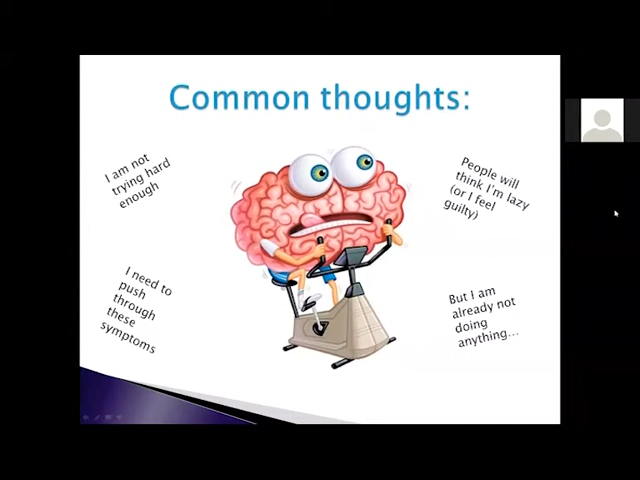 Common thoughts:
I am not
trying hard
enough
People will
think I'm lazy
(or I feel
guilty)
I need to
push
through
these
symptoms
But I am
already not
doing
anything...